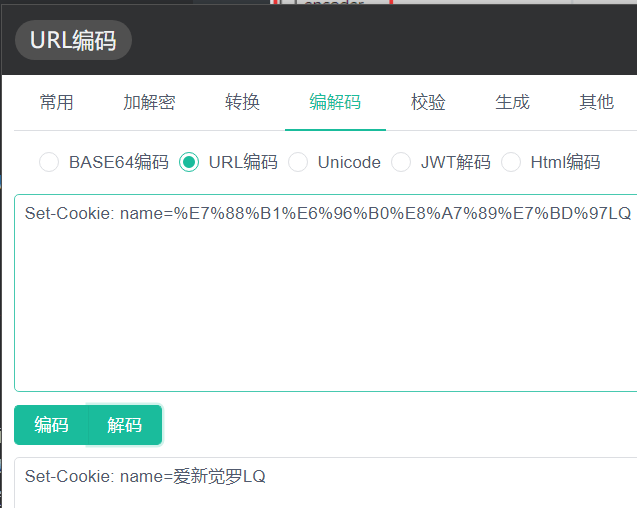 URL编码
常用 加解密 转换 编解码 校验 生成 其他
BASE64编码 URL编码 Unicode JWT解码 Html编码
Set-Cookie: name=%E7%88%B1%E6%96%B0%E8%A7%89%E7%BD%97LQ
编码 解码
Set-Cookie: name=爱新觉罗LQ